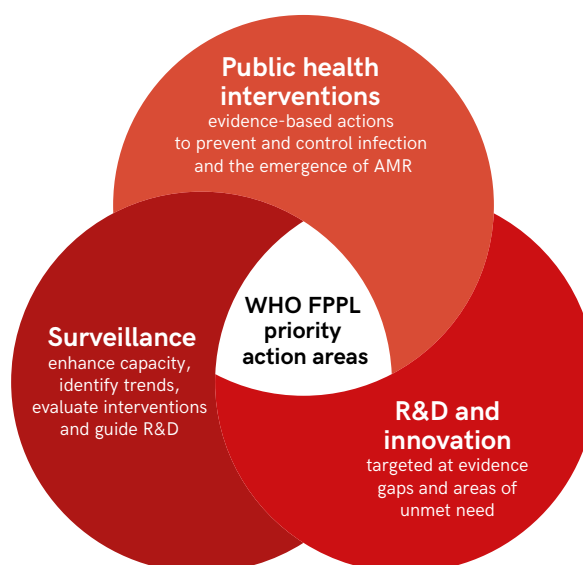 Public health
interventions
evidence-based actions
to prevent and control infection
and the emergence of AMR
WHO FPPL
priority
action areas
Surveillance
enhance capacity,
identify trends,
evaluate interventions
and guide R&D
R&D and
innovation
targeted at evidence
gaps and areas of
unmet need